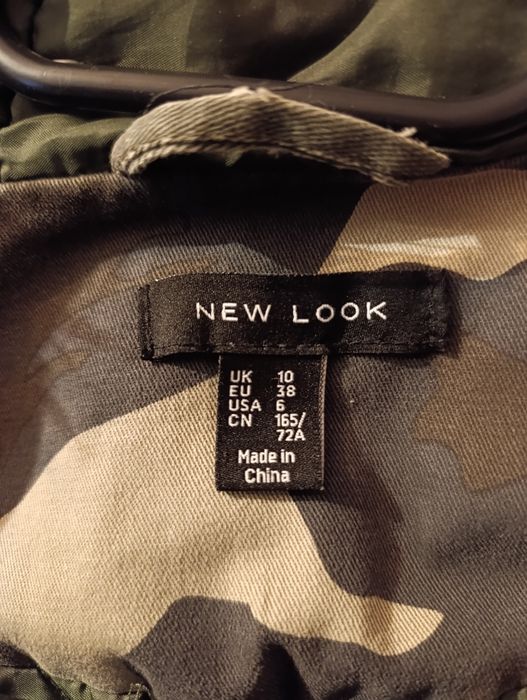 NEW LOOK
UK 10
EU 38
USA 6
CN 165/
72A
Made in
China